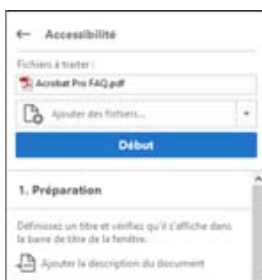 Accessibilité
Fichiers à traiter :
Acrobat Pro FAQ.pdf
Ajouter des fichiers...
Début
1. Préparation
Définissez un titre et vérifiez qu'il s'affiche dans
la barre de titre de la fenêtre.
Ajouter la description du document